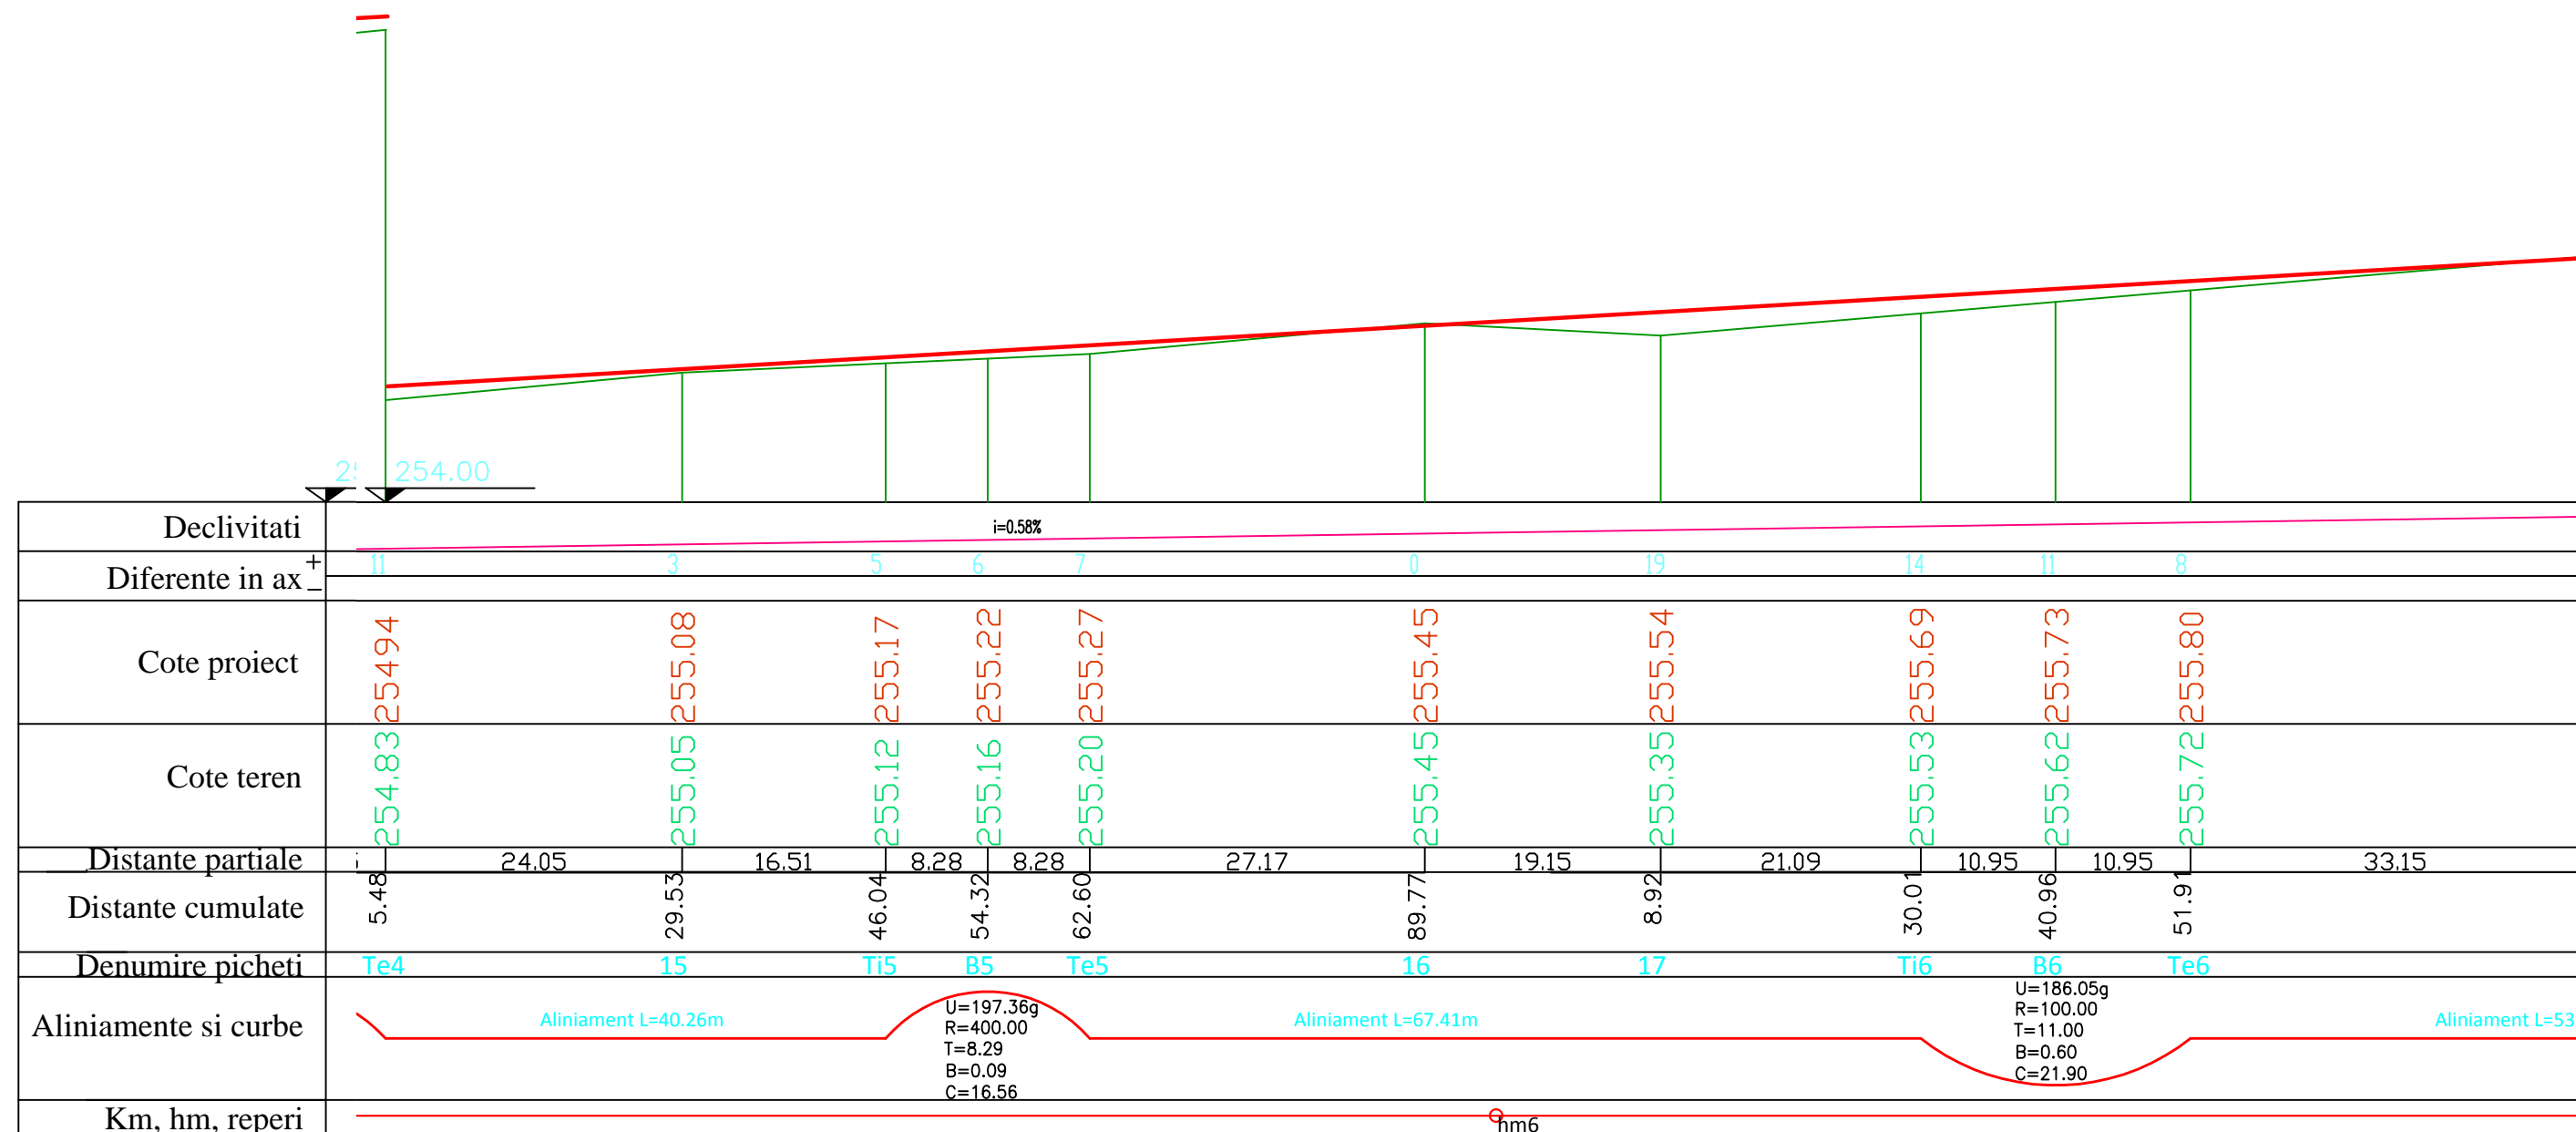 254.00
Declivitati
i=0.58%
Diferente in ax + −
11 3 5 6 7 0 19 14 11 8
Cote proiect
25494 255.08 255.17 255.22 255.27 255.45 255.54 255.69 255.73 255.80
Cote teren
254.83 255.05 255.12 255.16 255.20 255.45 255.35 255.53 255.62 255.72
Distante partiale
24.05 16.51 8.28 8.28 27.17 19.15 21.09 10.95 10.95 33.15
Distante cumulate
5.48 29.53 46.04 54.32 62.60 89.77 8.92 30.01 40.96 51.91
Denumire picheti
Te4 15 Ti5 B5 Te5 16 17 Ti6 B6 Te6
Aliniamente si curbe
Aliniament L=40.26m
U=197.36g
R=400.00
T=8.29
B=0.09
C=16.56
Aliniament L=67.41m
U=186.05g
R=100.00
T=11.00
B=0.60
C=21.90
Aliniament L=53
Km, hm, reperi
hm6